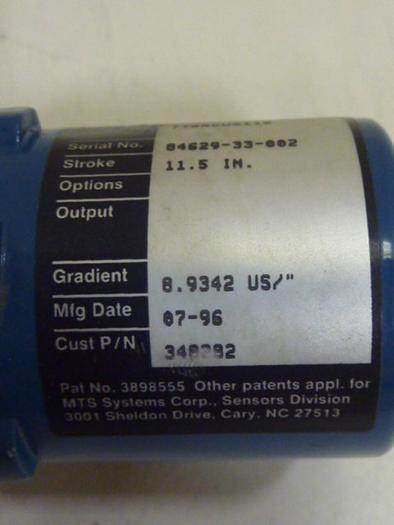 Serial No. 04629-33-002
Stroke 11.5 IN.
Options
Output
Gradient 8.9342 US/"
Mfg Date 07-96
Cust P/N
Pat No. 3898555 Other patents appl. for
MTS Systems Corp., Sensors Division
3001 Sheldon Drive, Cary, NC 27513